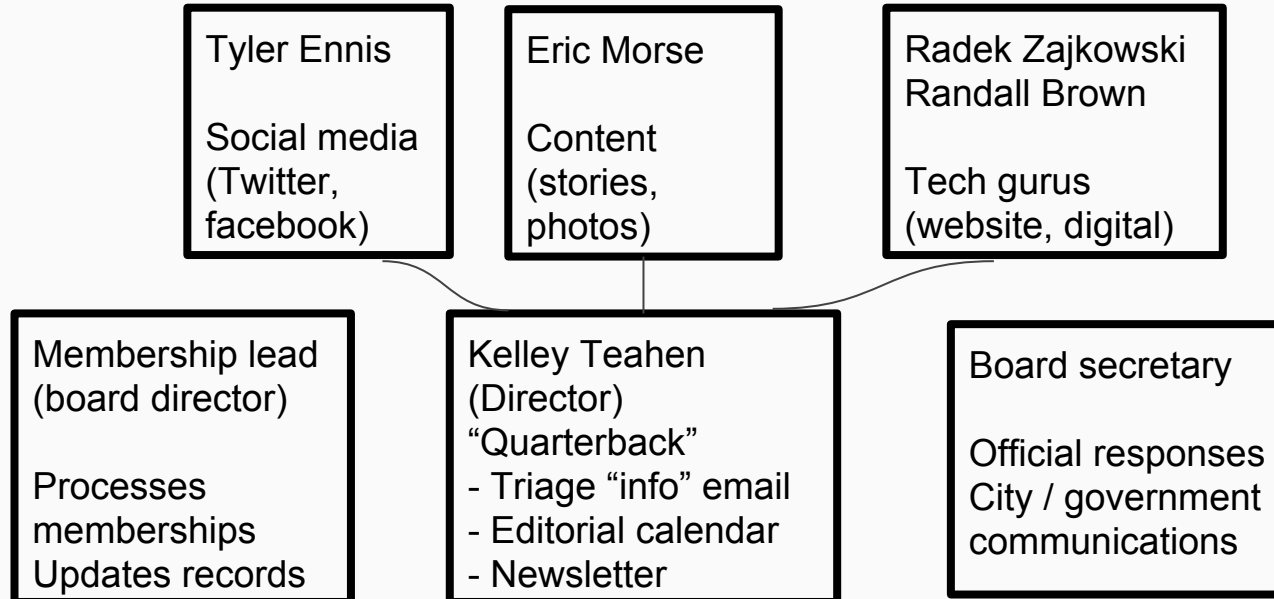 Tyler Ennis
Social media
(Twitter,
facebook)
Eric Morse
Content
(stories,
photos)
Radek Zajkowski
Randall Brown
Tech gurus
(website, digital)
Membership lead
(board director)
Processes
memberships
Updates records
Kelley Teahen
(Director)
“Quarterback”
- Triage “info” email
- Editorial calendar
- Newsletter
Board secretary
Official responses
City / government
communications